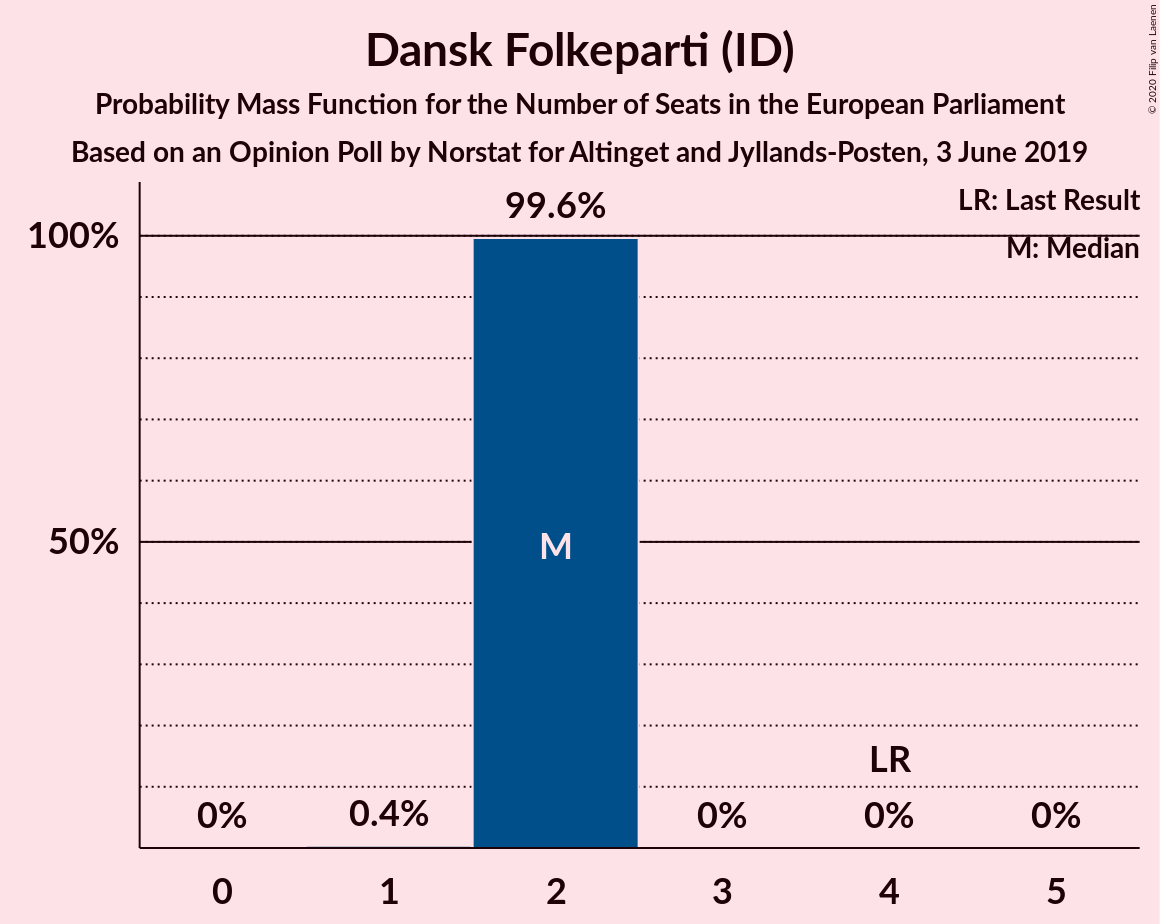 Dansk Folkeparti (ID)
Probability Mass Function for the Number of Seats in the European Parliament
Based on an Opinion Poll by Norstat for Altinget and Jyllands-Posten, 3 June 2019
© 2020 Filip van Laenen
LR: Last Result
M: Median
99.6%
100%
50%
M
LR
0%
0.4%
0%
0%
0%
0
1
2
3
4
5